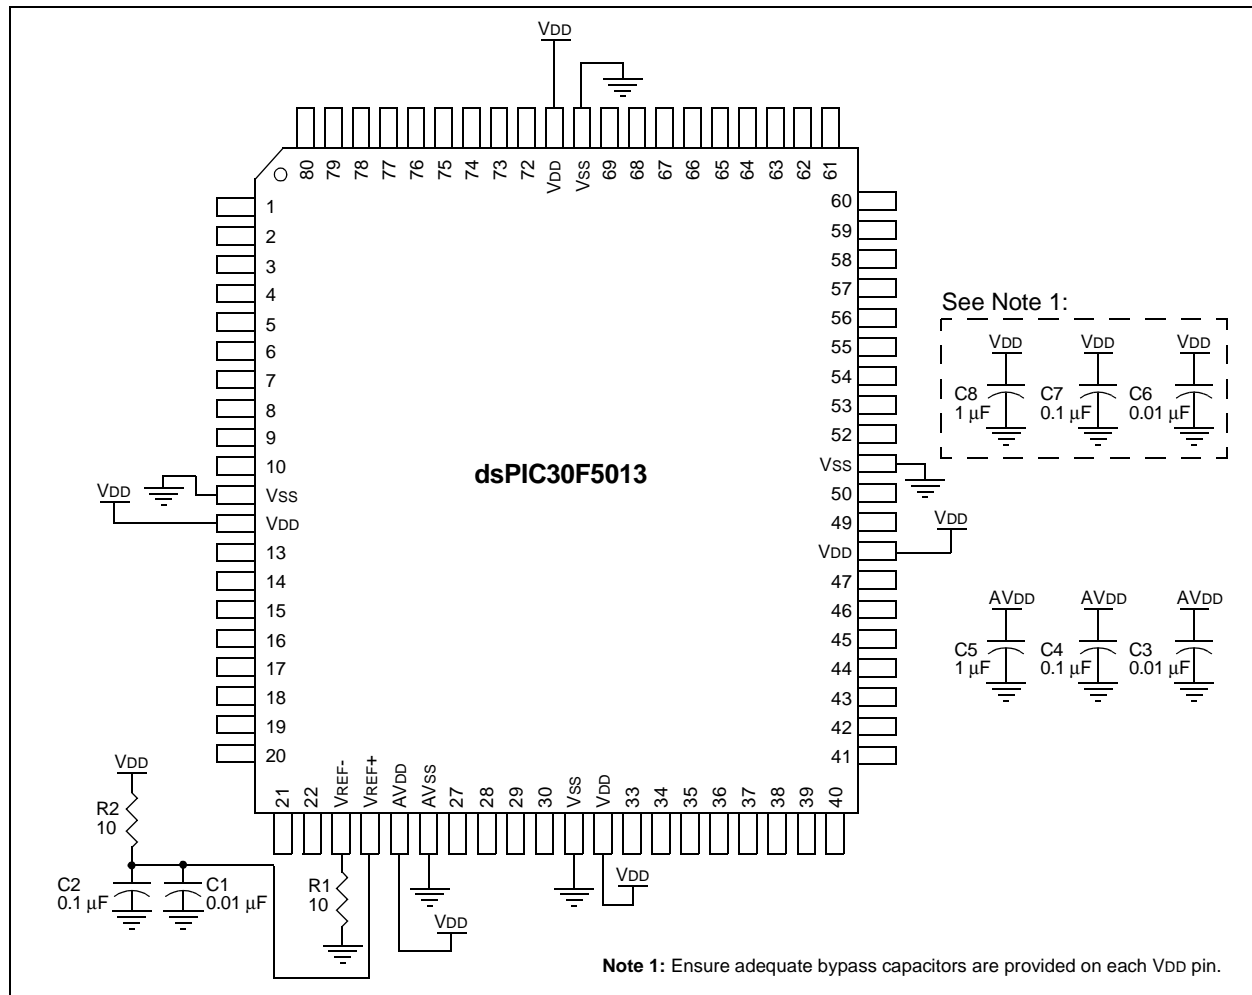 VDD
80 79 78 77 76 75 74 73 72 VDD VSS 69 68 67 66 65 64 63 62 61
1
2
3
4
5
6
7
8
9
10
VSS
VDD
13
14
15
16
17
18
19
20
VDD
dsPIC30F5013
60
59
58
57
56
55
54
53
52
VSS
50
49
VDD
47
46
45
44
43
42
41
VDD
See Note 1:
VDD VDD VDD
C8 C7 C6
1 µF 0.1 µF 0.01 µF
AVDD AVDD AVDD
C5 C4 C3
1 µF 0.1 µF 0.01 µF
21 22 VREF- VREF+ AVDD AVSS 27 28 29 30 VSS VDD 33 34 35 36 37 38 39 40
VDD
R2
10
C2 C1
0.1 µF 0.01 µF
R1
10
VDD
VDD
Note 1: Ensure adequate bypass capacitors are provided on each VDD pin.